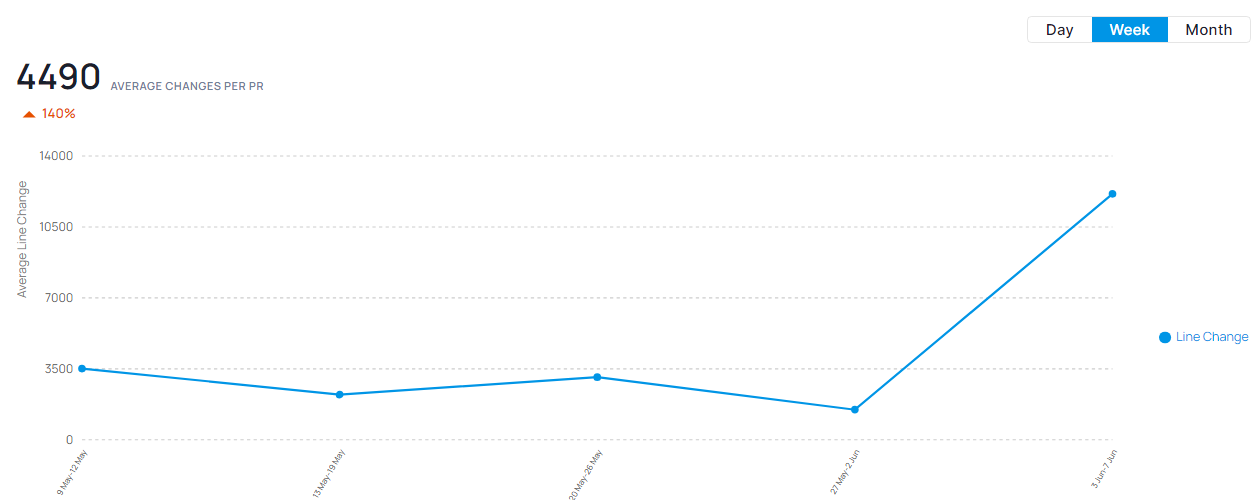 Day Week Month
4490 AVERAGE CHANGES PER PR
140%
14000
10500
7000
3500
0
Average Line Change
Line Change
9 May-12 May
13 May-19 May
20 May-26 May
27 May-2 Jun
3 Jun-7 Jun